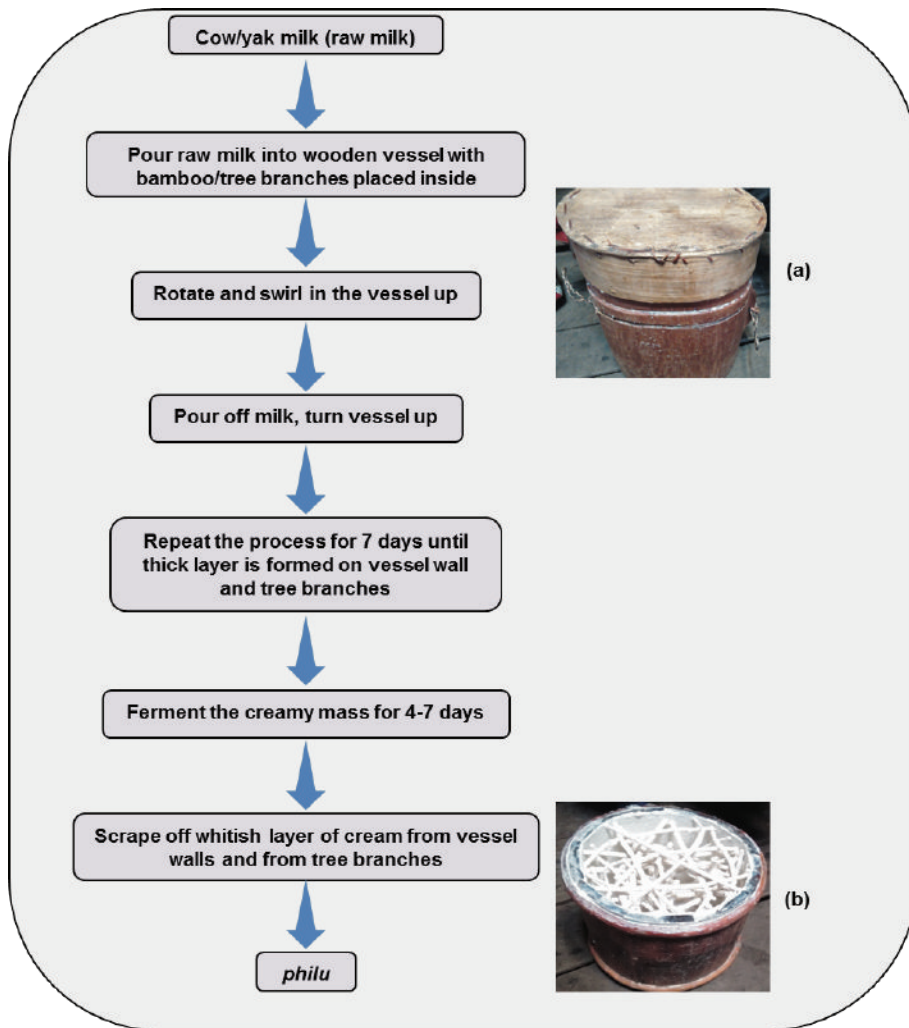 Cow/yak milk (raw milk)
Pour raw milk into wooden vessel with
bamboo/tree branches placed inside
(a)
Rotate and swirl in the vessel up
Pour off milk, turn vessel up
Repeat the process for 7 days until
thick layer is formed on vessel wall
and tree branches
Ferment the creamy mass for 4-7 days
Scrape off whitish layer of cream from vessel
walls and from tree branches
(b)
philu